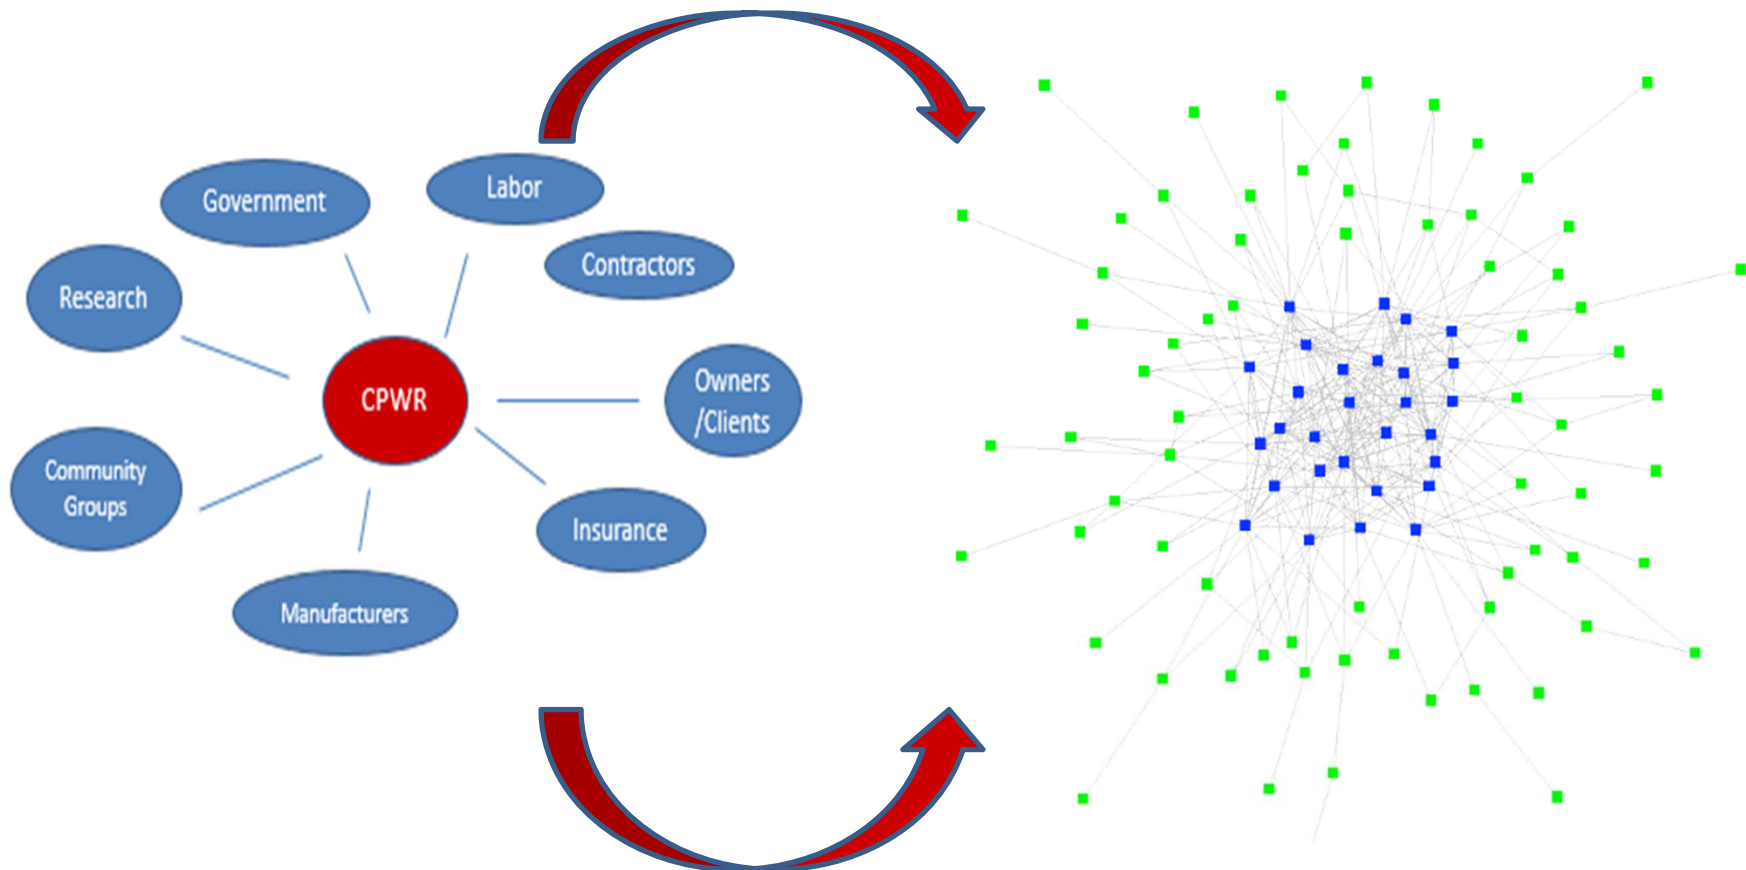 Government
Labor
Contractors
Research
CPWR
Owners
/Clients
Community
Groups
Insurance
Manufacturers